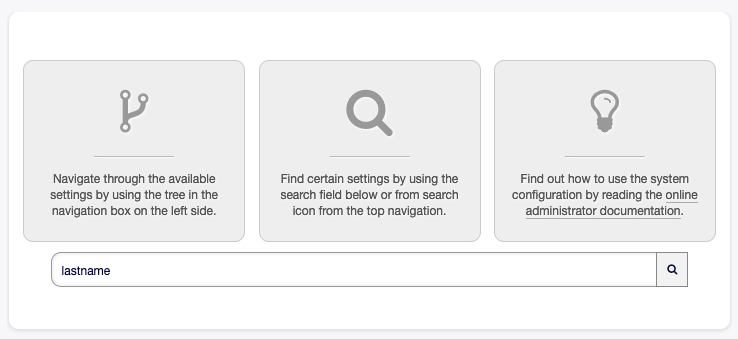 Navigate through the available
settings by using the tree in the
navigation box on the left side.
Find certain settings by using the
search field below or from search
icon from the top navigation.
Find out how to use the system
configuration by reading the online
administrator documentation.
lastname